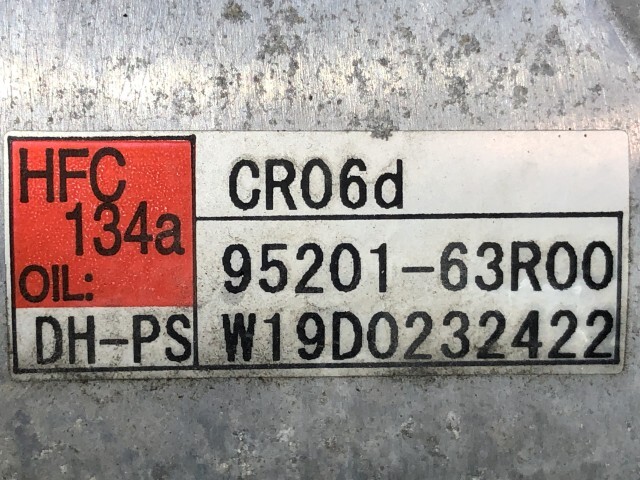 HFC
134a
OIL:
DH-PS
CR06d
95201-63R00
W19D0232422